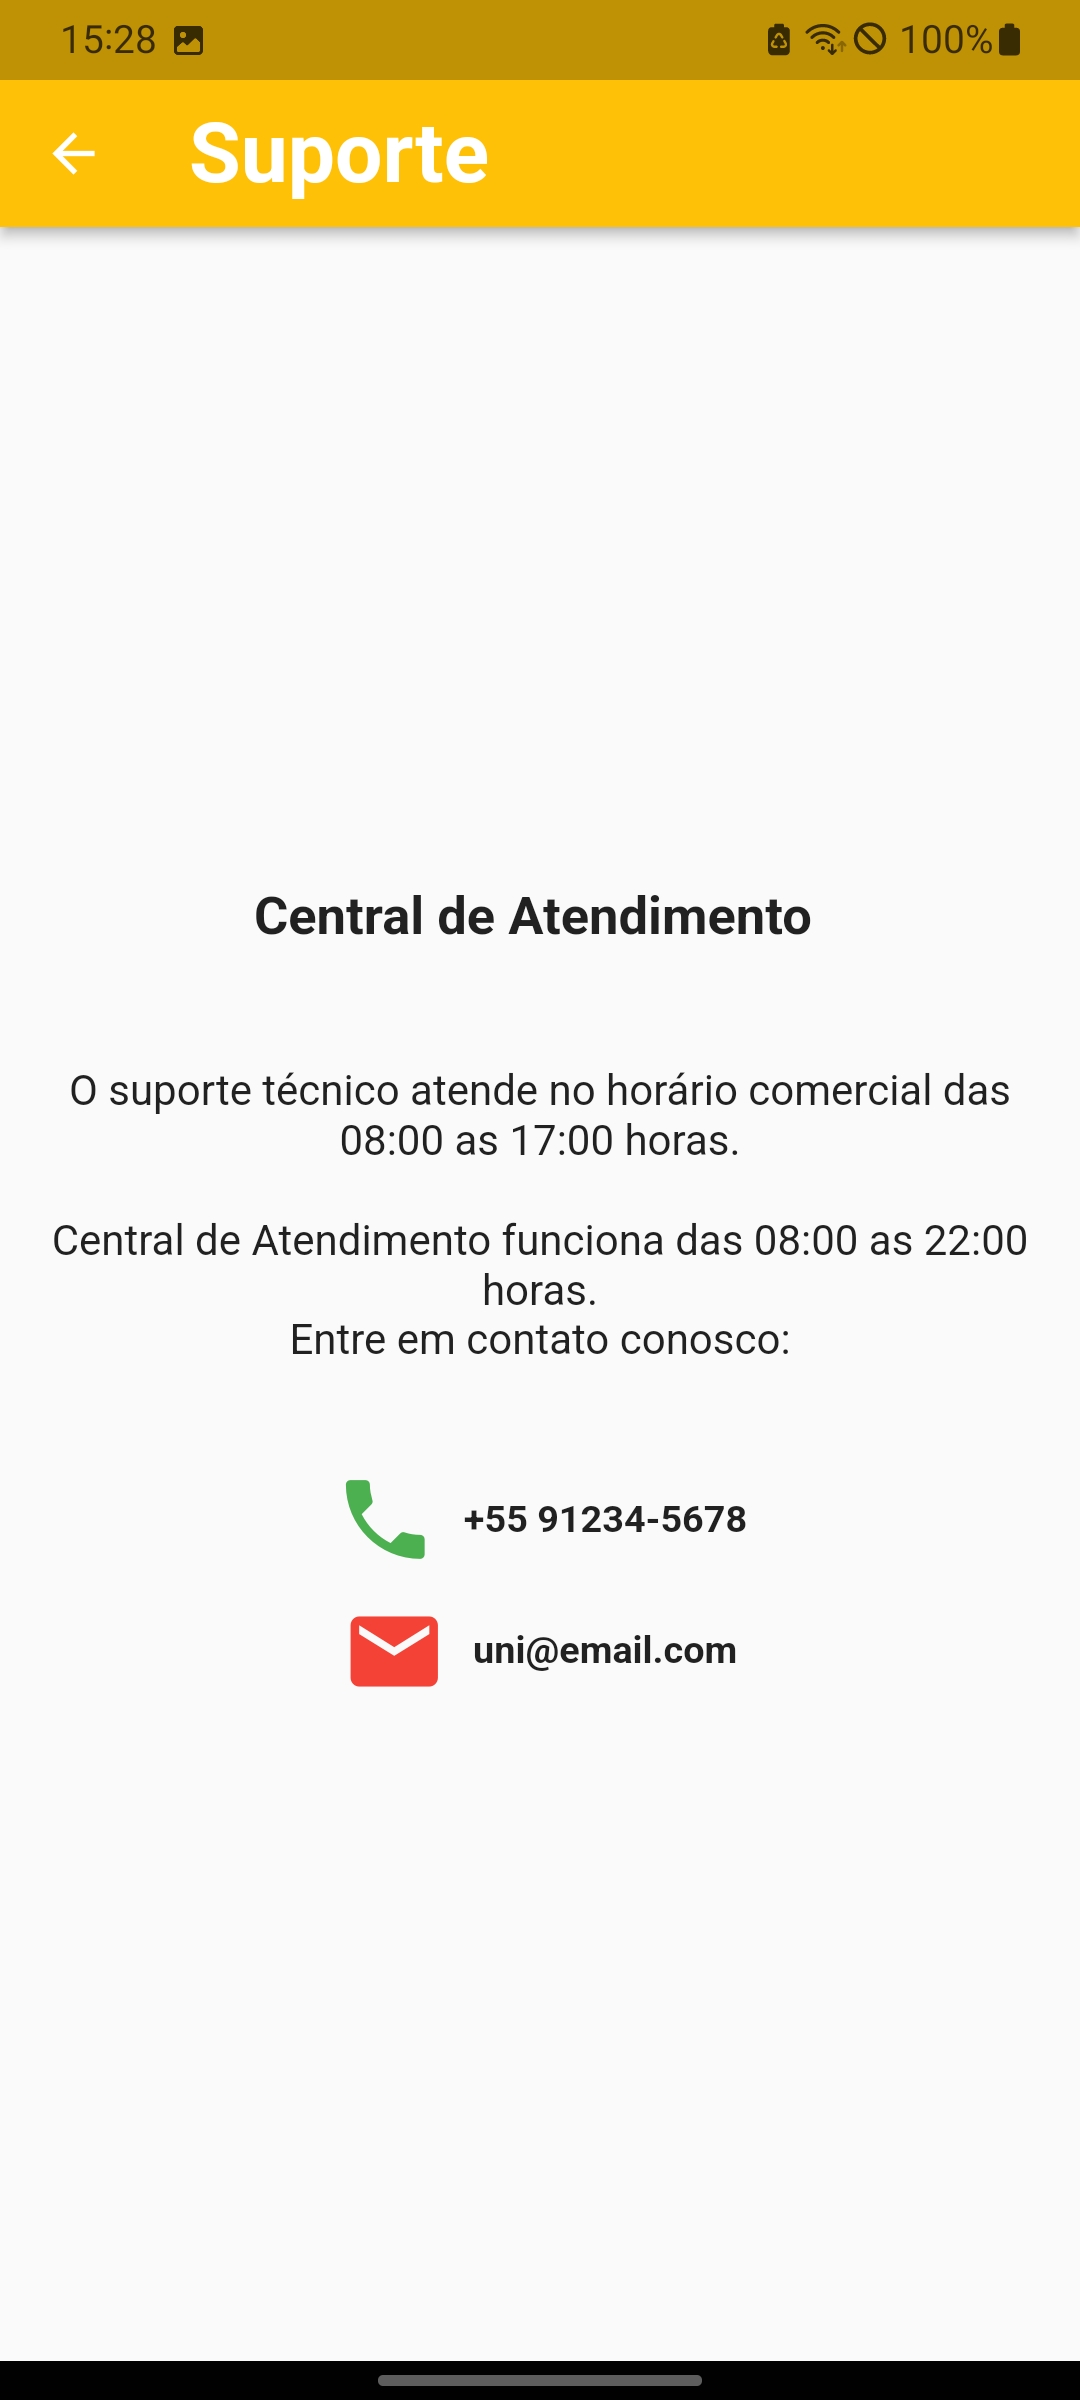 15:28
100%
Suporte
Central de Atendimento
O suporte técnico atende no horário comercial das
08:00 as 17:00 horas.
Central de Atendimento funciona das 08:00 as 22:00
horas.
Entre em contato conosco:
+55 91234-5678
uni@email.com